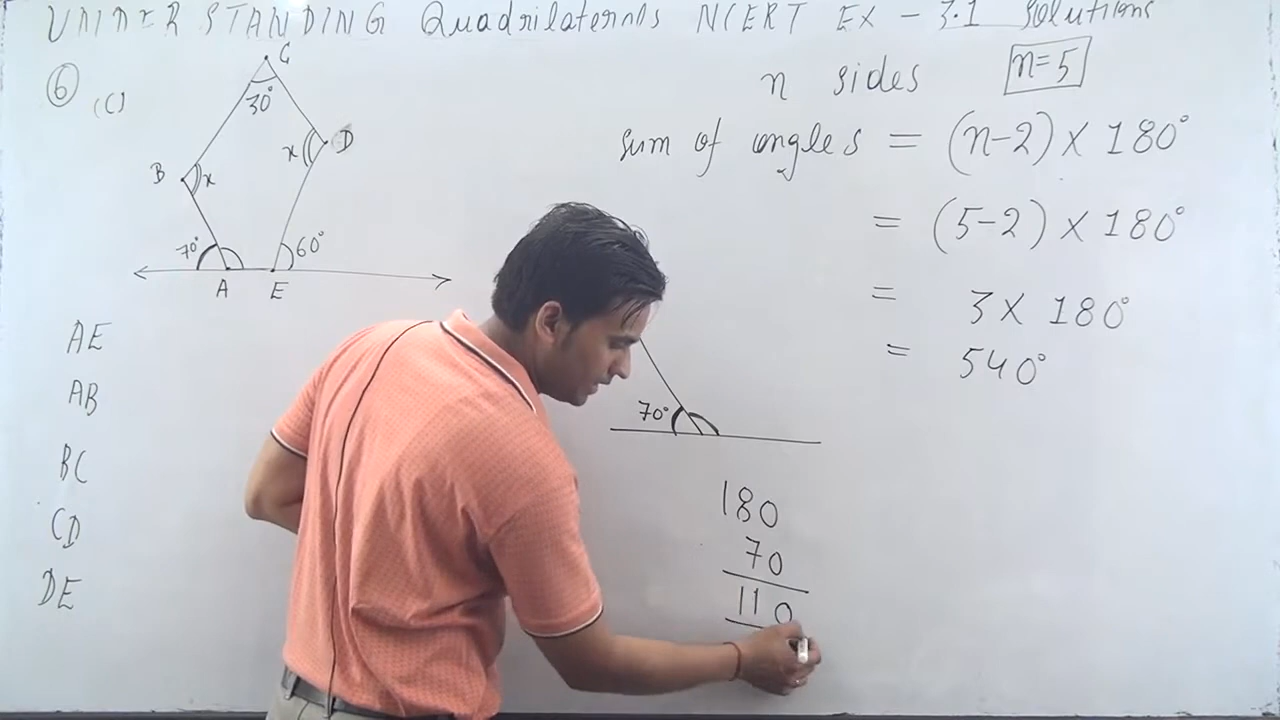 UNDERSTANDING Quadrilaterals NCERT EX - 3.1 Solutions
6 (C)
C
30°
B
x
x
D
70°
60°
A
E
AE
AB
BC
CD
DE
n sides n=5
sum of angles = (n-2) × 180°
= (5-2) × 180°
= 3 × 180°
= 540°
70°
180
70
110